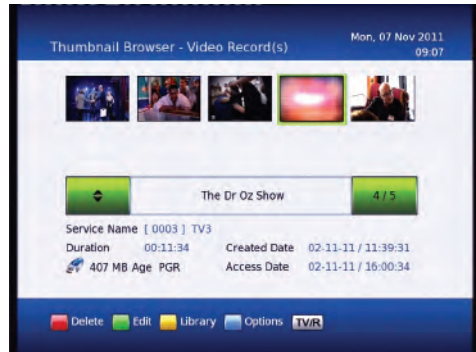 Mon, 07 Nov 2011
Thumbnail Browser - Video Record(s)
09:07
The Dr Oz Show
4 / 5
Service Name [ 0003 ] TV3
Duration 00:11:34 Created Date 02-11-11 / 11:39:31
407 MB Age PGR Access Date 02-11-11 / 16:00:34
Delete Edit Library Options TV/R